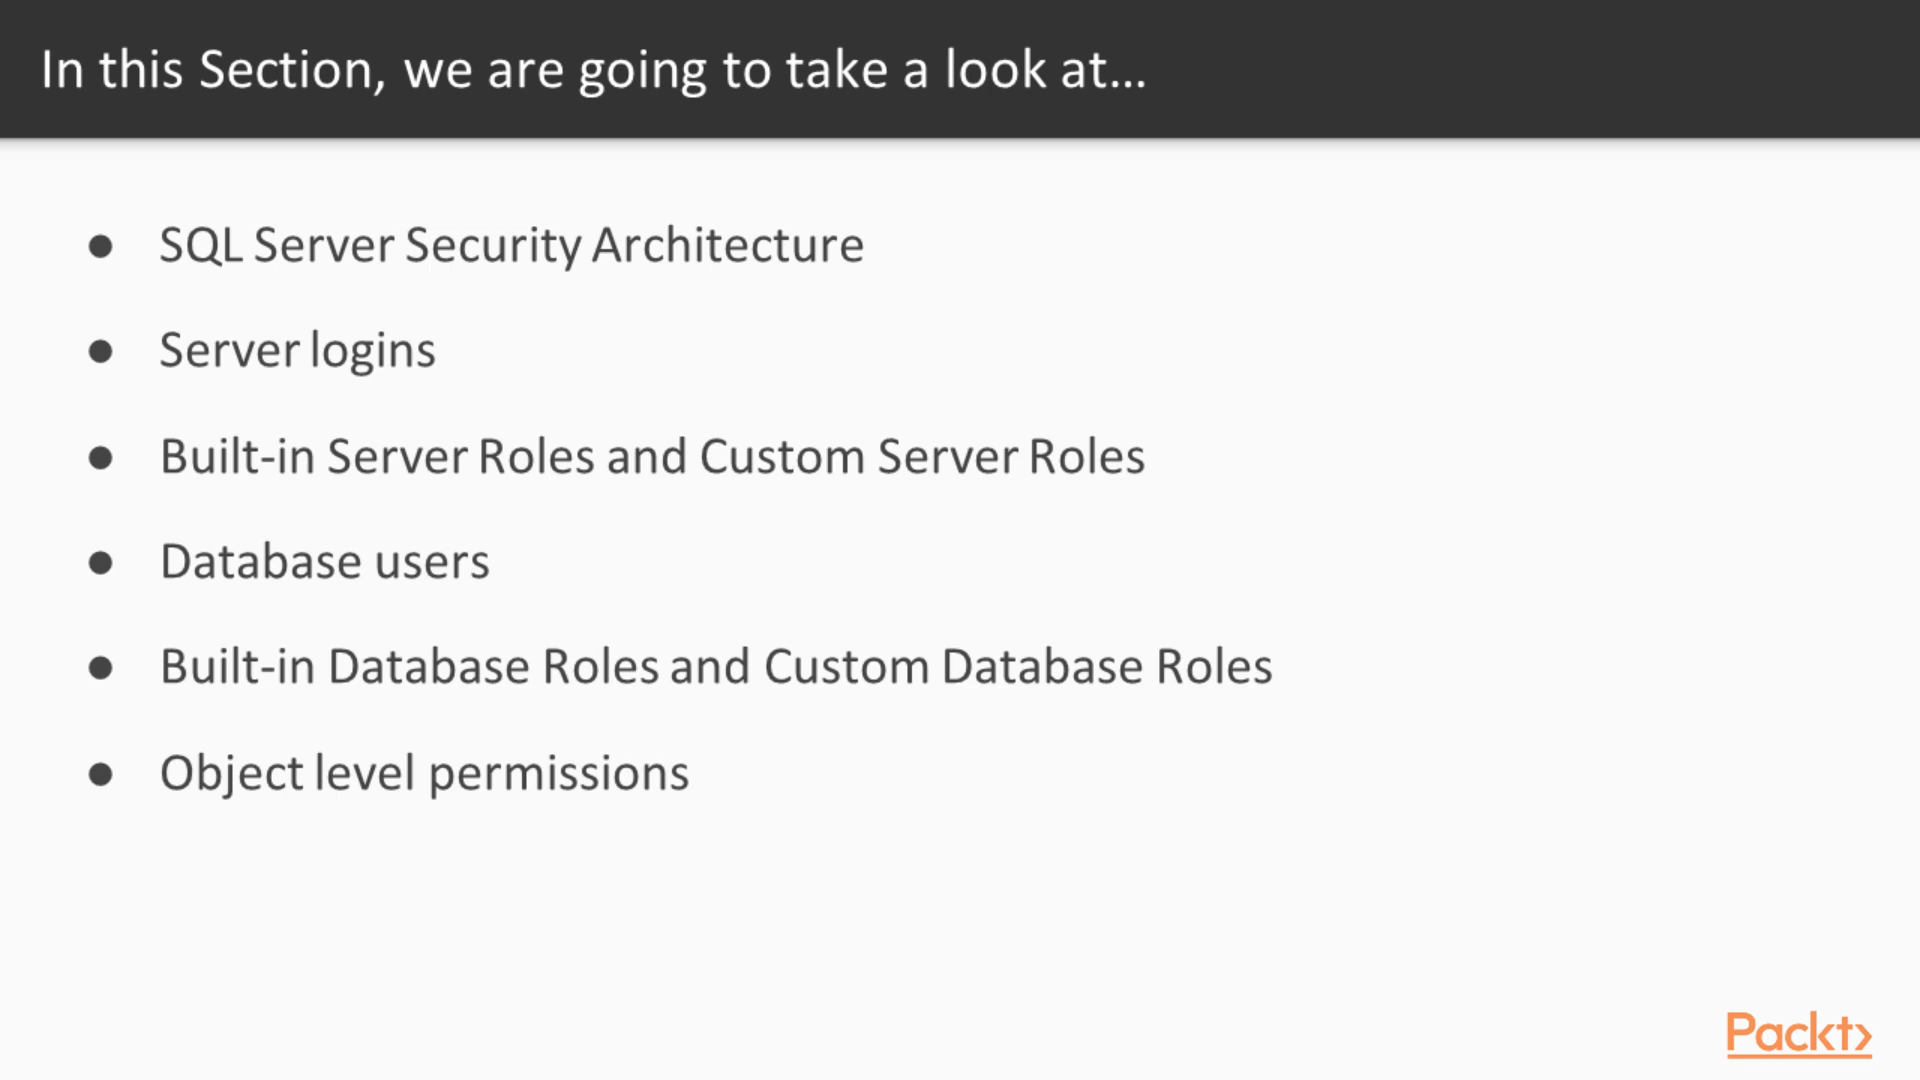 In this Section, we are going to take a look at...
● SQL Server Security Architecture
● Server logins
● Built-in Server Roles and Custom Server Roles
● Database users
● Built-in Database Roles and Custom Database Roles
● Object level permissions
Packt>